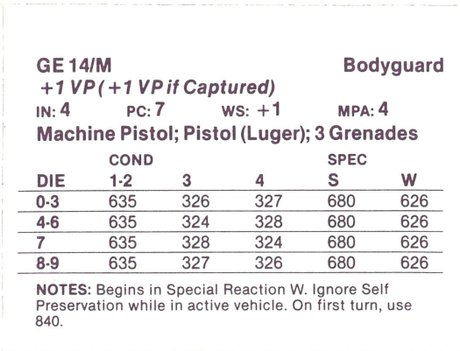 GE 14/M Bodyguard
+1 VP (+1 VP if Captured)
IN: 4 PC: 7 WS: +1 MPA: 4
Machine Pistol; Pistol (Luger); 3 Grenades
COND SPEC
DIE 1-2 3 4 S W
0-3 635 326 327 680 626
4-6 635 324 328 680 626
7 635 328 324 680 626
8-9 635 327 326 680 626
NOTES: Begins in Special Reaction W. Ignore Self
Preservation while in active vehicle. On first turn, use
840.